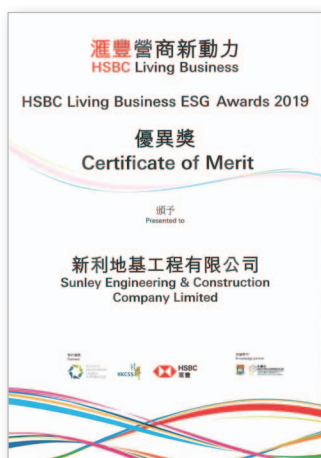 滙豐營商新動力
HSBC Living Business
HSBC Living Business ESG Awards 2019
優異獎
Certificate of Merit
頒予
Presented to
新利地基工程有限公司
Sunley Engineering & Construction
Company Limited
HKCSS
HSBC
滙豐